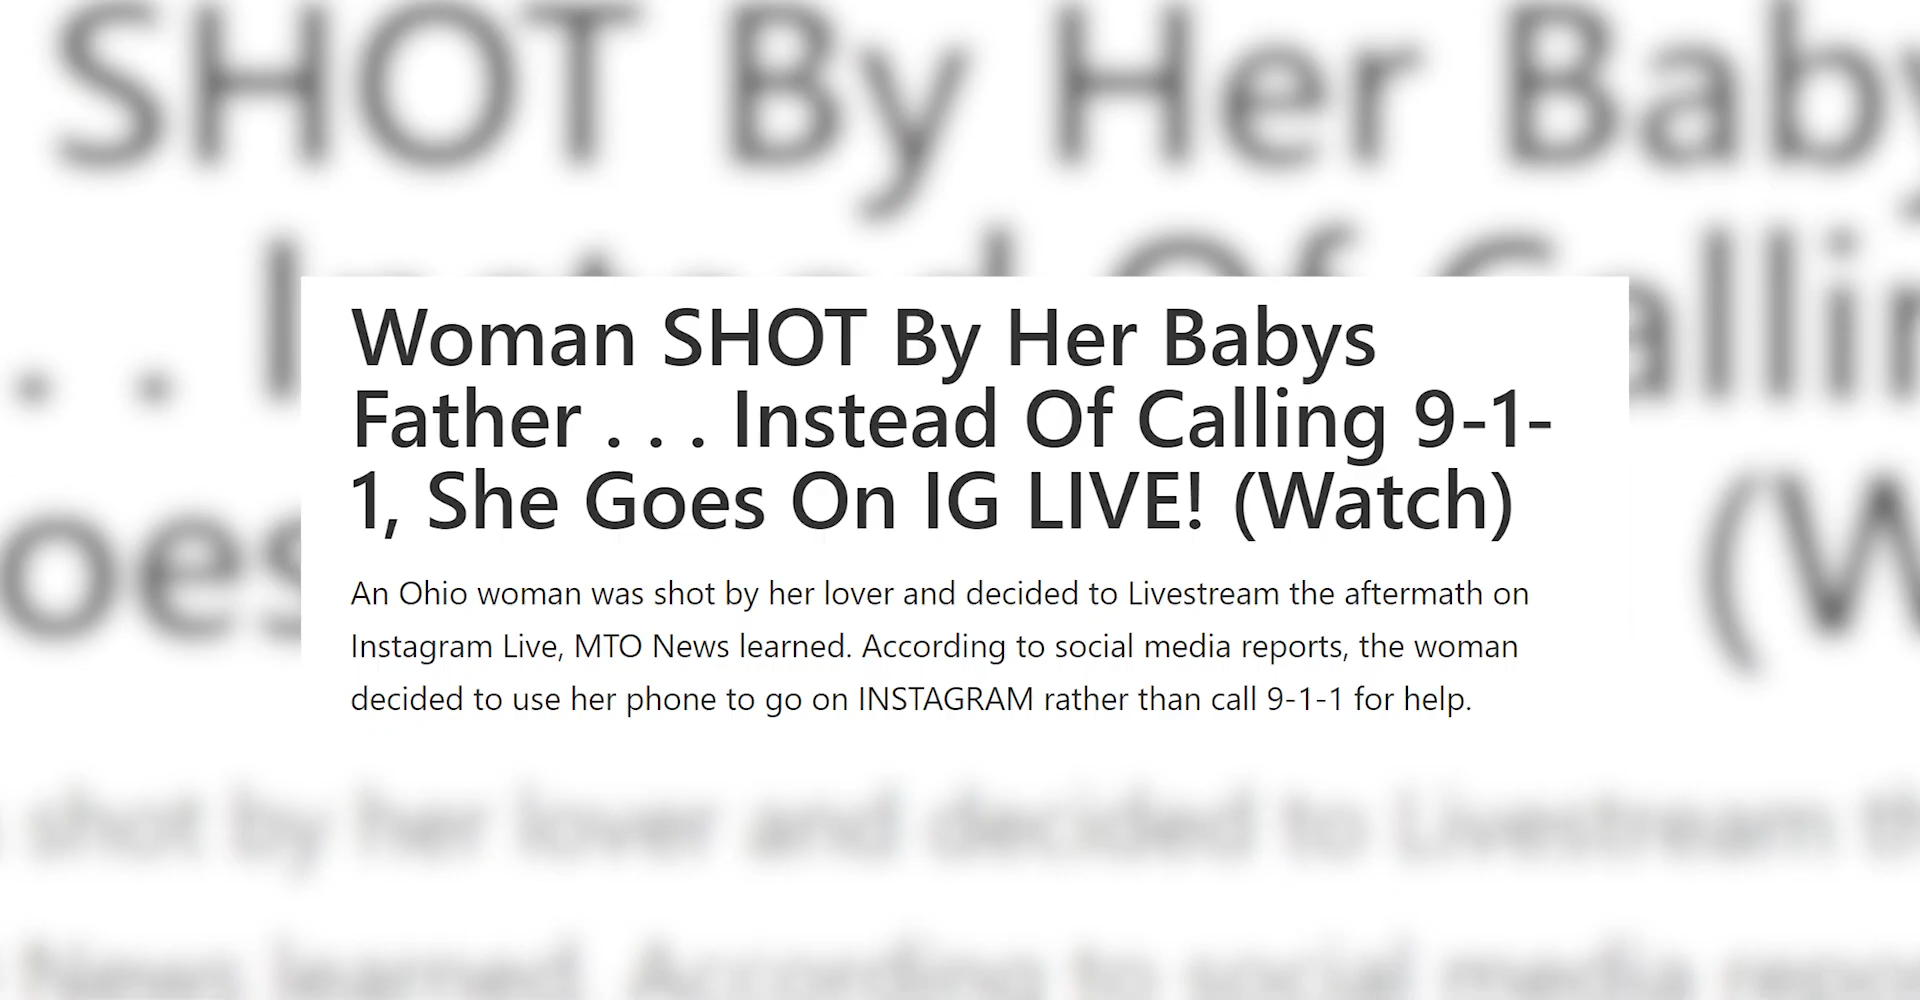 Woman SHOT By Her Babys
Father . . . Instead Of Calling 9-1-
1, She Goes On IG LIVE! (Watch)
An Ohio woman was shot by her lover and decided to Livestream the aftermath on
Instagram Live, MTO News learned. According to social media reports, the woman
decided to use her phone to go on INSTAGRAM rather than call 9-1-1 for help.